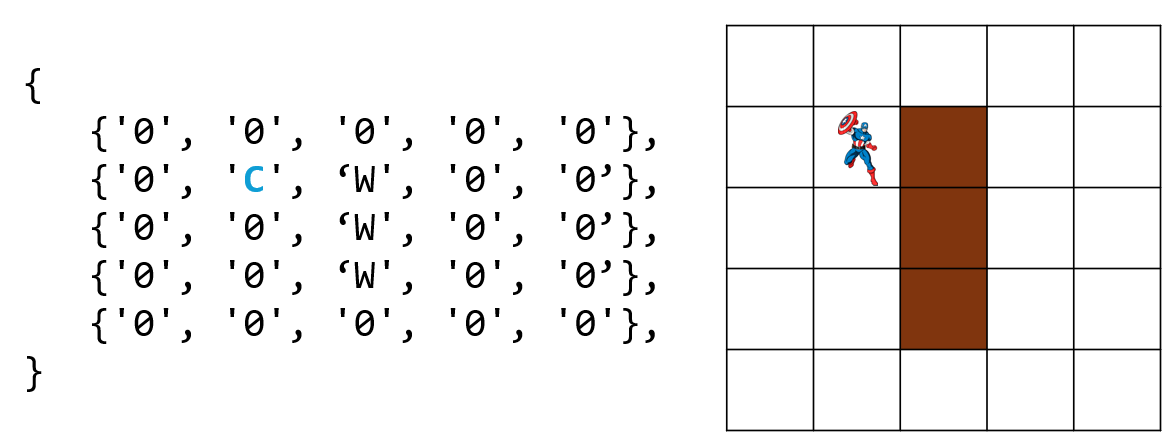 {
{'0', '0', '0', '0', '0'},
{'0', 'C', ‘W', '0', '0’},
{'0', '0', ‘W', '0', '0’},
{'0', '0', ‘W', '0', '0’},
{'0', '0', '0', '0', '0'},
}